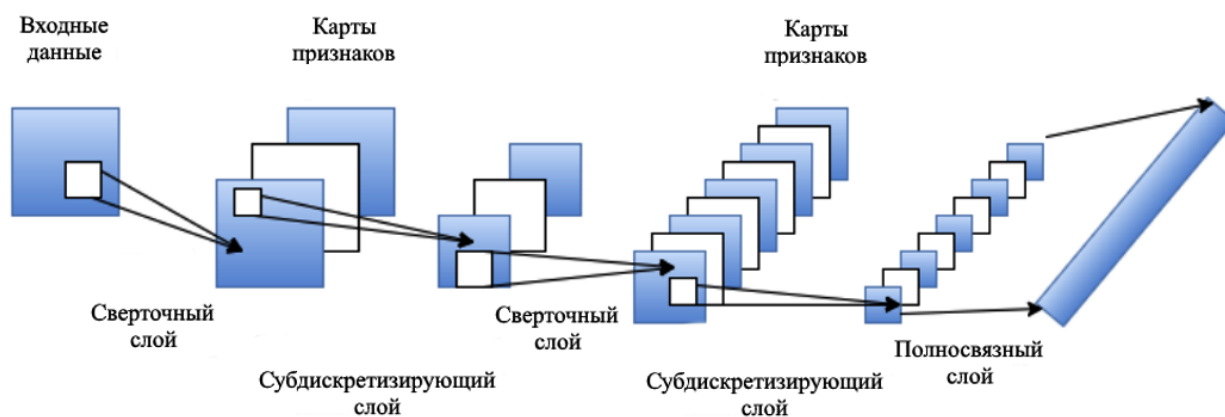 Входные
данные
Карты
признаков
Карты
признаков
Сверточный
слой
Субдискретизирующий
слой
Сверточный
слой
Субдискретизирующий
слой
Полносвязный
слой